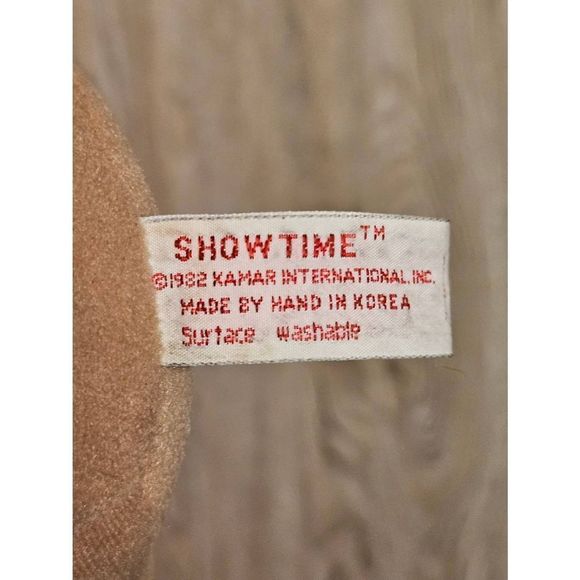 SHOWTIME™
©1982 KAMAR INTERNATIONAL, INC.
MADE BY HAND IN KOREA
Surface washable